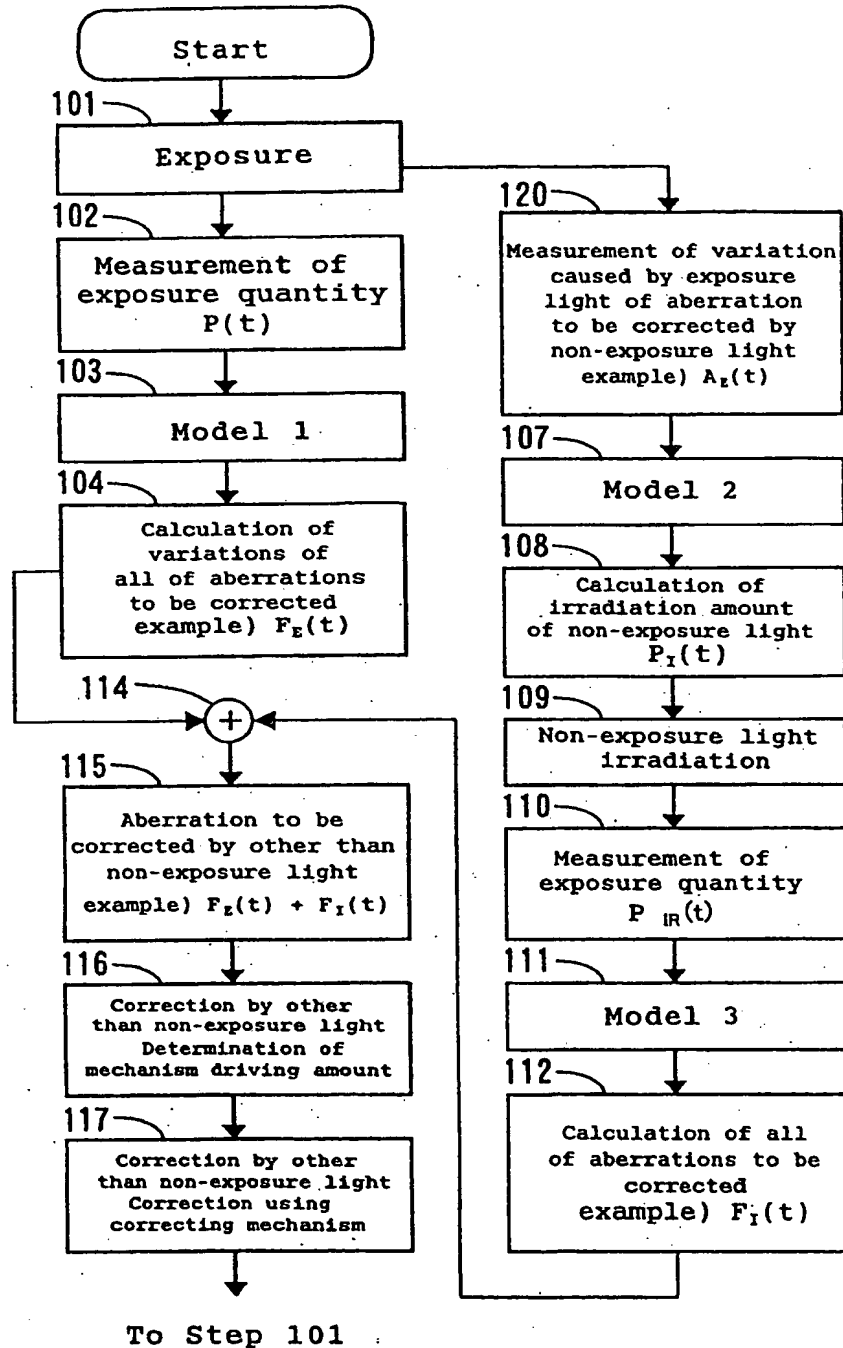 Start
101
Exposure
102
Measurement of
exposure quantity
P(t)
103
Model 1
104
Calculation of
variations of
all of aberrations
to be corrected
example) F_E(t)
114
+
115
Aberration to be
corrected by other than
non-exposure light
example) F_E(t) + F_I(t)
116
Correction by other
than non-exposure light
Determination of
mechanism driving amount
117
Correction by other
than non-exposure light
Correction using
correcting mechanism
To Step 101
120
Measurement of variation
caused by exposure
light of aberration
to be corrected by
non-exposure light
example) A_E(t)
107
Model 2
108
Calculation of
irradiation amount
of non-exposure light
P_I(t)
109
Non-exposure light
irradiation
110
Measurement of
exposure quantity
P_IR(t)
111
Model 3
112
Calculation of all
of aberrations to be
corrected
example) F_I(t)